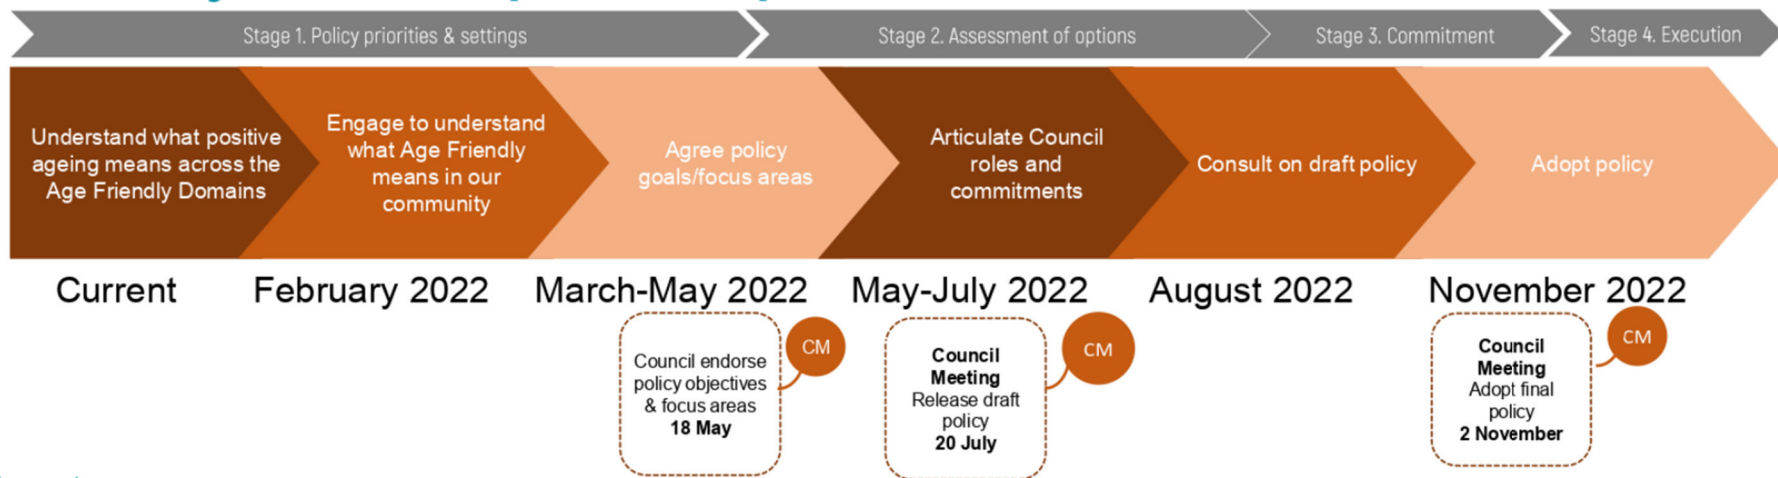 Stage 1. Policy priorities & settings
Stage 2. Assessment of options
Stage 3. Commitment
Stage 4. Execution
Understand what positive
ageing means across the
Age Friendly Domains
Engage to understand
what Age Friendly
means in our
community
Agree policy
goals/focus areas
Articulate Council
roles and
commitments
Consult on draft policy
Adopt policy
Current
February 2022
March-May 2022
May-July 2022
August 2022
November 2022
Council endorse
policy objectives
& focus areas
18 May
CM
Council
Meeting
Release draft
policy
20 July
CM
Council
Meeting
Adopt final
policy
2 November
CM